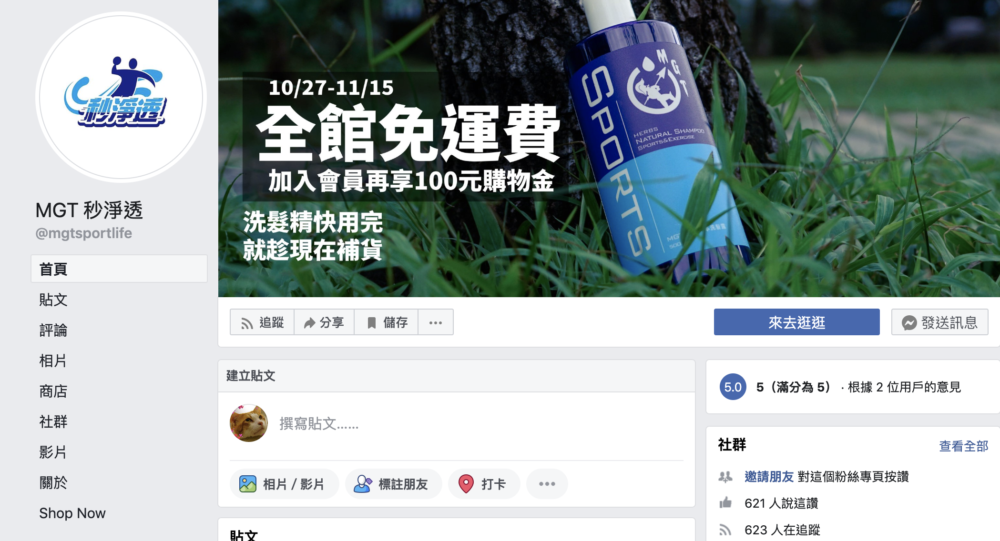 秒淨透!
MGT 秒淨透
@mgtsportlife
首頁
貼文
評論
相片
商店
社群
影片
關於
Shop Now
10/27-11/15
全館免運費
加入會員再享100元購物金
洗髮精快用完
就趁現在補貨
MGT
SPORTS
HERBS
NATURAL SHAMPOO
SPORTS&EXERCISE
追蹤
分享
儲存
來去逛逛
發送訊息
建立貼文
撰寫貼文......
相片 / 影片
標註朋友
打卡
貼文
5.0
5（滿分為 5） · 根據 2 位用戶的意見
社群
查看全部
邀請朋友 對這個粉絲專頁按讚
621 人說這讚
623 人在追蹤